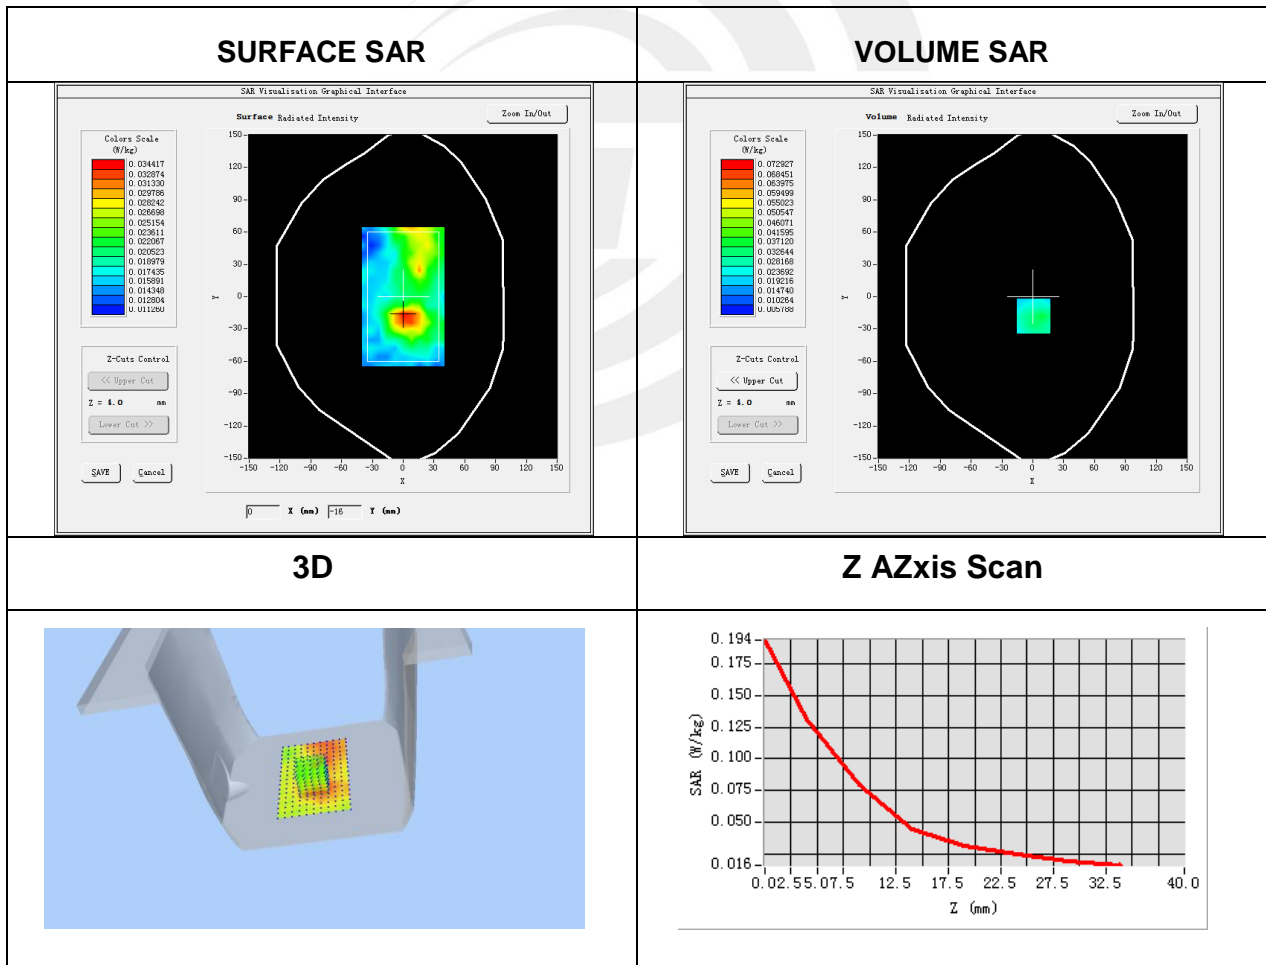 SURFACE SAR
VOLUME SAR
SAR Visualisation Graphical Interface
Surface Radiated Intensity
Zoom In/Out
Colors Scale
(W/kg)
0.034417
0.032874
0.031330
0.029786
0.028242
0.026698
0.025154
0.023611
0.022067
0.020523
0.018979
0.017435
0.015891
0.014348
0.012804
0.011260
Z-Cuts Control
<< Upper Cut
Z = 4.0 mm
Lower Cut >>
SAVE Cancel
150
120
90
60
30
0
-30
-60
-90
-120
-150
Y
-150 -120 -90 -60 -30 0 30 60 90 120 150
X
0 X (mm) -16 Y (mm)
SAR Visualisation Graphical Interface
Volume Radiated Intensity
Zoom In/Out
Colors Scale
(W/kg)
0.072927
0.068451
0.063975
0.059499
0.055023
0.050547
0.046071
0.041595
0.037120
0.032644
0.028168
0.023692
0.019216
0.014740
0.010264
0.005788
Z-Cuts Control
<< Upper Cut
Z = 4.0 mm
Lower Cut >>
SAVE Cancel
150
120
90
60
30
0
-30
-60
-90
-120
-150
Y
-150 -120 -90 -60 -30 0 30 60 90 120 150
X
3D
Z AZxis Scan
0.194
0.175
0.150
0.125
0.100
0.075
0.050
0.016
SAR (W/kg)
0.0 2.5 5.0 7.5 12.5 17.5 22.5 27.5 32.5 40.0
Z (mm)